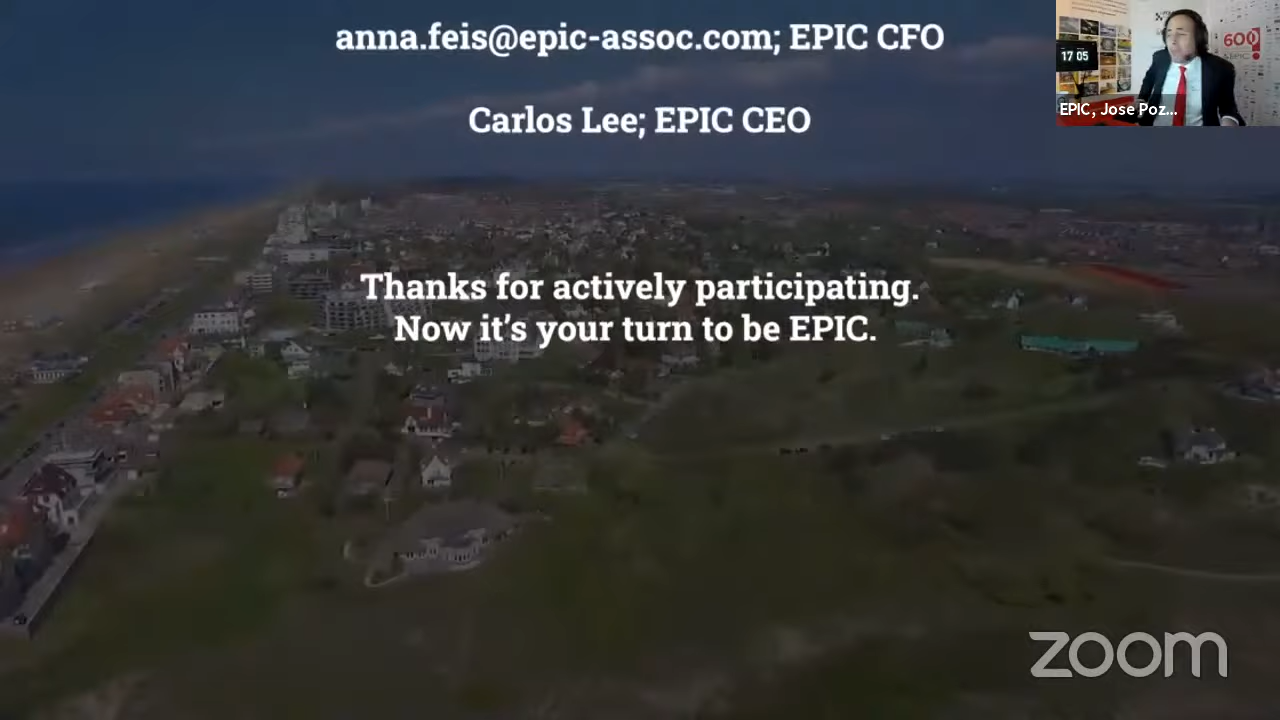 anna.feis@epic-assoc.com; EPIC CFO
Carlos Lee; EPIC CEO
17 05
600
EPIC
EPIC, Jose Poz...
Thanks for actively participating.
Now it's your turn to be EPIC.
zoom